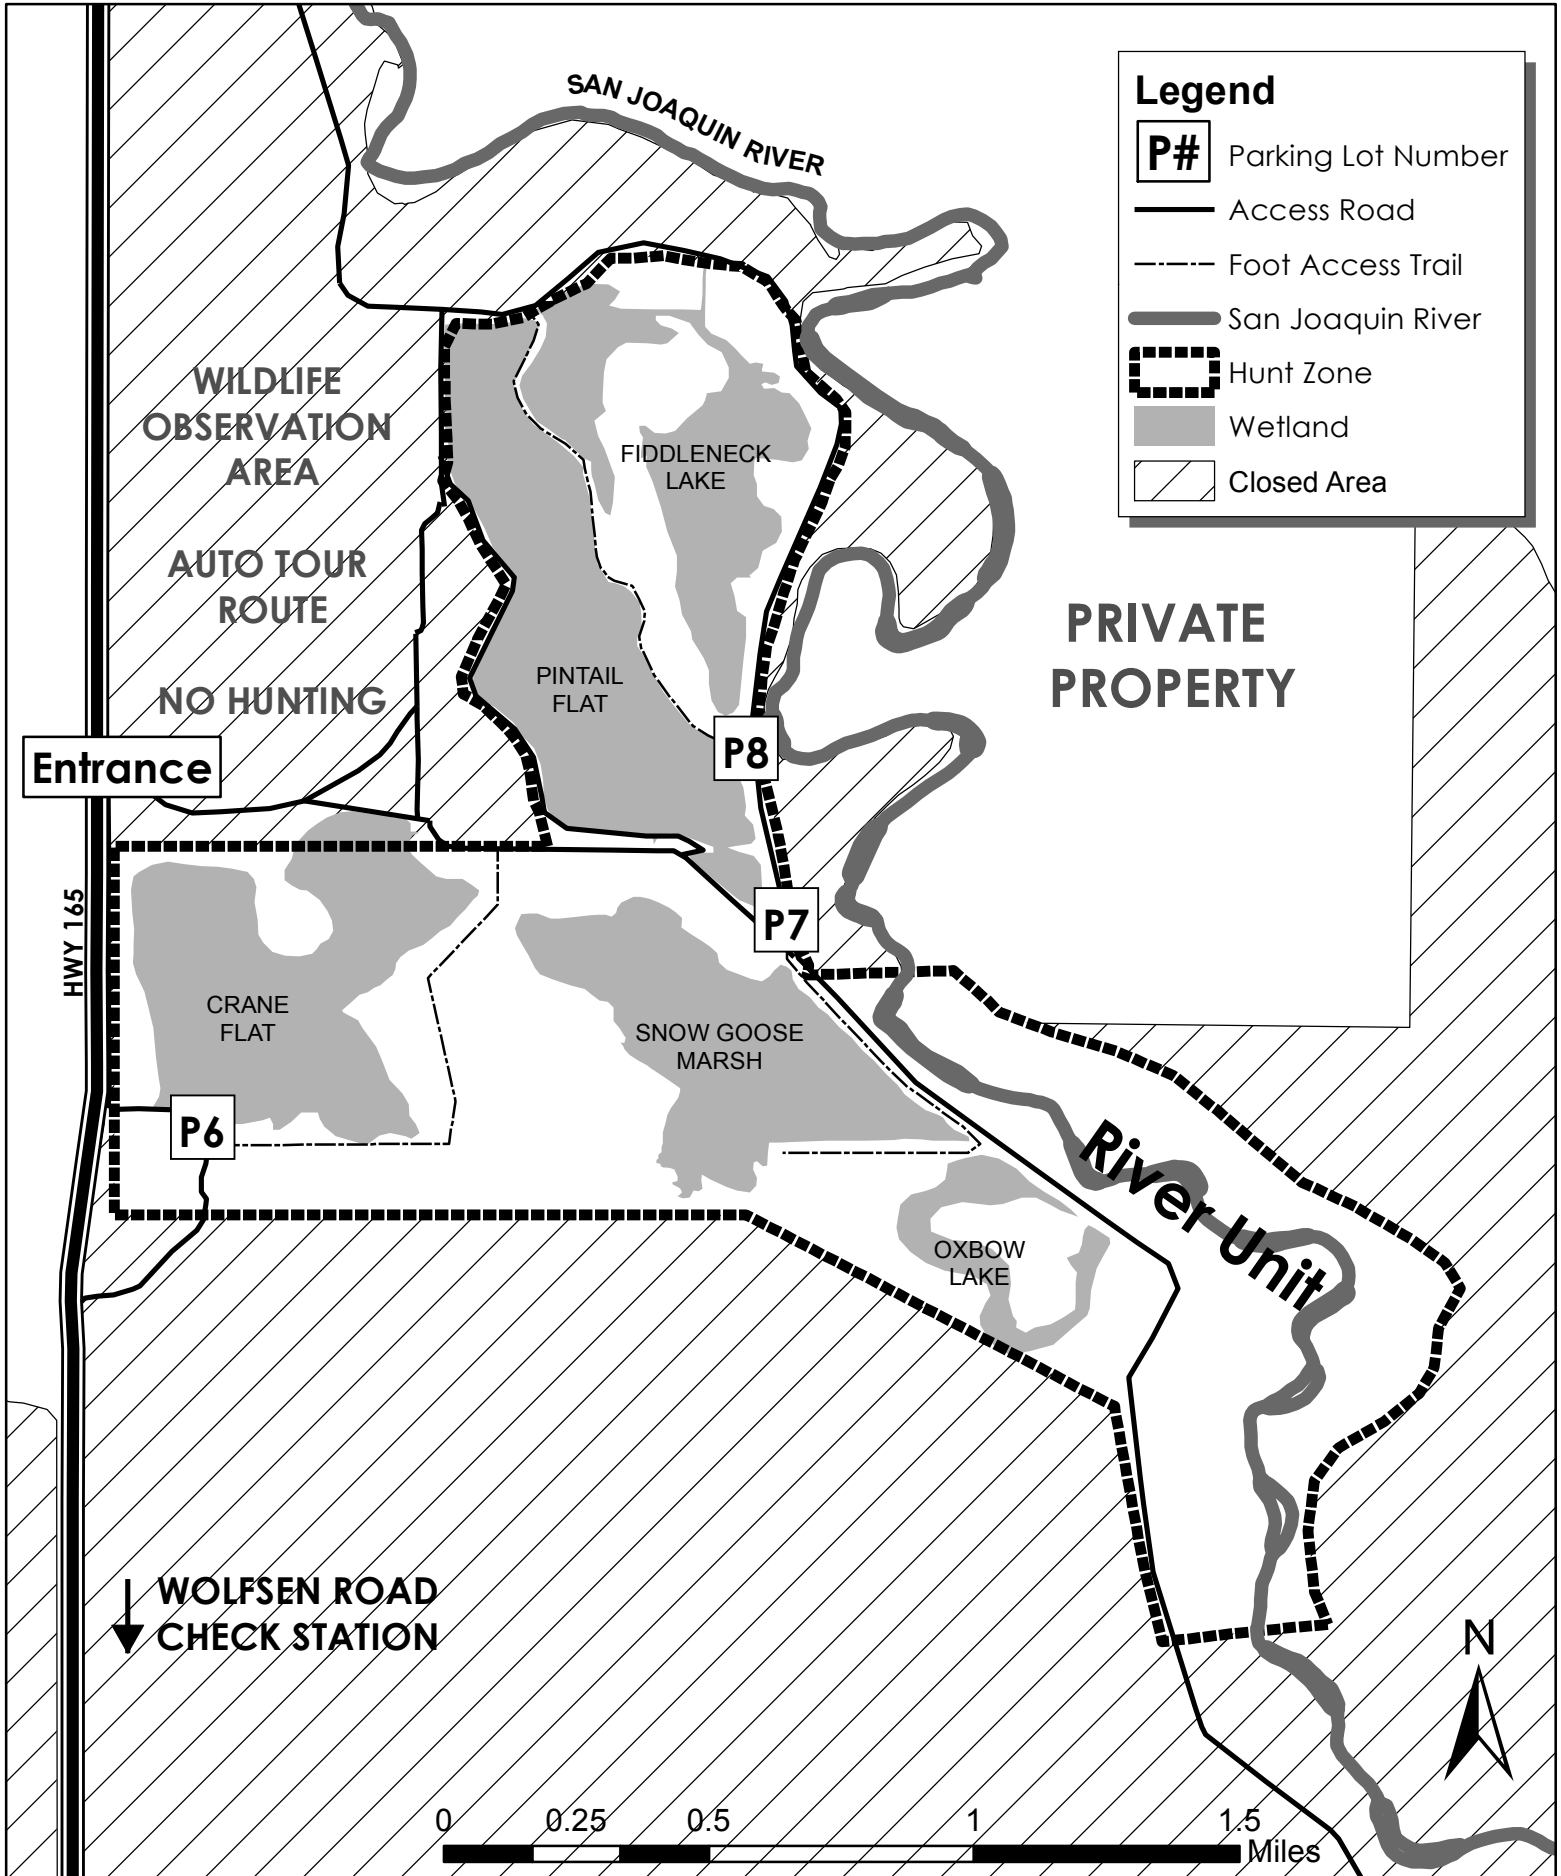 SAN JOAQUIN RIVER
Legend
P# Parking Lot Number
Access Road
Foot Access Trail
San Joaquin River
Hunt Zone
Wetland
Closed Area
WILDLIFE
OBSERVATION
AREA
AUTO TOUR
ROUTE
NO HUNTING
FIDDLENECK
LAKE
PRIVATE
PROPERTY
PINTAIL
FLAT
P8
Entrance
HWY 165
P7
CRANE
FLAT
SNOW GOOSE
MARSH
P6
River Unit
OXBOW
LAKE
WOLFSEN ROAD
CHECK STATION
N
0 0.25 0.5 1 1.5
Miles